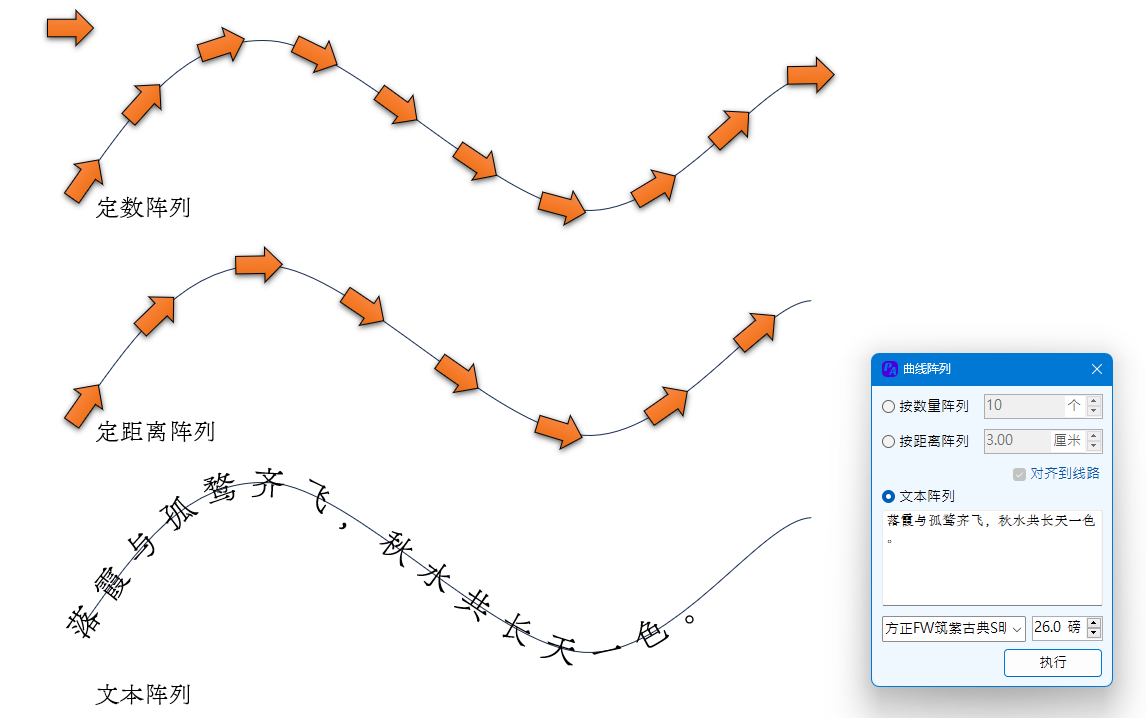 定数阵列
定距离阵列
落霞与孤鹜齐飞，秋水共长天一色。
文本阵列
曲线阵列
按数量阵列 10 个
按距离阵列 3.00 厘米
对齐到线路
文本阵列
落霞与孤鹜齐飞，秋水共长天一色
。
方正FW筑紫古典S明 26.0 磅
执行